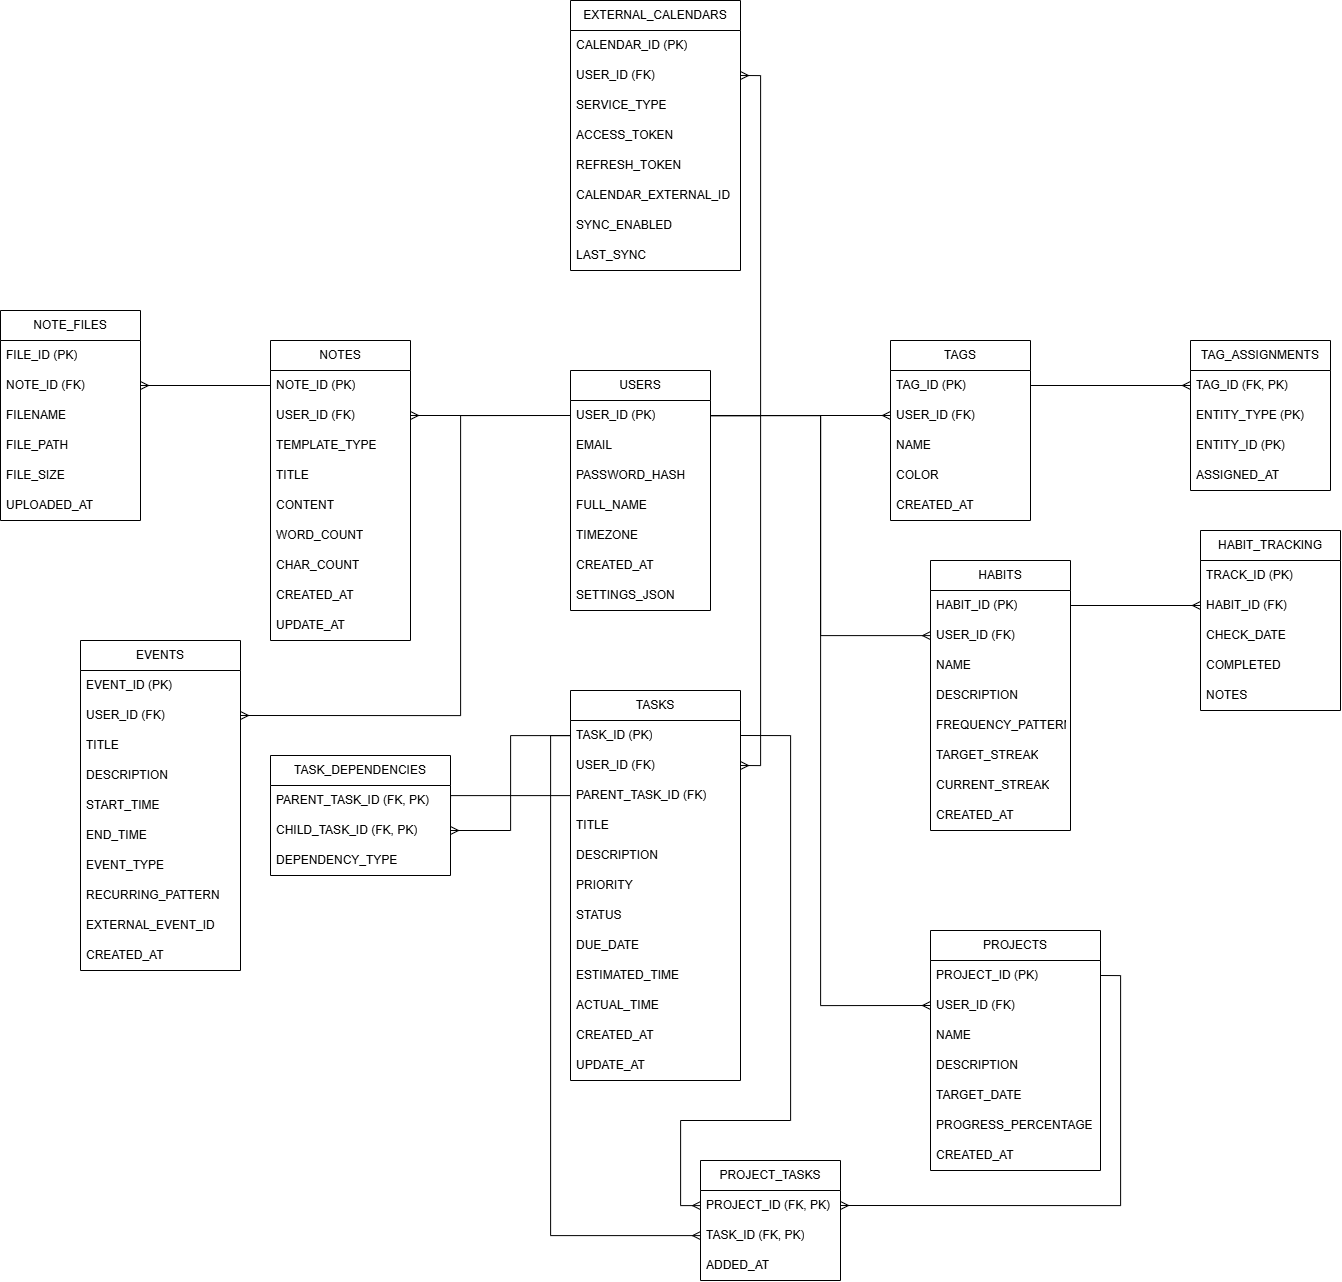 EXTERNAL_CALENDARS
CALENDAR_ID (PK)
USER_ID (FK)
SERVICE_TYPE
ACCESS_TOKEN
REFRESH_TOKEN
CALENDAR_EXTERNAL_ID
SYNC_ENABLED
LAST_SYNC
NOTE_FILES
FILE_ID (PK)
NOTE_ID (FK)
FILENAME
FILE_PATH
FILE_SIZE
UPLOADED_AT
NOTES
NOTE_ID (PK)
USER_ID (FK)
TEMPLATE_TYPE
TITLE
CONTENT
WORD_COUNT
CHAR_COUNT
CREATED_AT
UPDATE_AT
USERS
USER_ID (PK)
EMAIL
PASSWORD_HASH
FULL_NAME
TIMEZONE
CREATED_AT
SETTINGS_JSON
TAGS
TAG_ID (PK)
USER_ID (FK)
NAME
COLOR
CREATED_AT
TAG_ASSIGNMENTS
TAG_ID (FK, PK)
ENTITY_TYPE (PK)
ENTITY_ID (PK)
ASSIGNED_AT
HABIT_TRACKING
TRACK_ID (PK)
HABIT_ID (FK)
CHECK_DATE
COMPLETED
NOTES
HABITS
HABIT_ID (PK)
USER_ID (FK)
NAME
DESCRIPTION
FREQUENCY_PATTERN
TARGET_STREAK
CURRENT_STREAK
CREATED_AT
EVENTS
EVENT_ID (PK)
USER_ID (FK)
TITLE
DESCRIPTION
START_TIME
END_TIME
EVENT_TYPE
RECURRING_PATTERN
EXTERNAL_EVENT_ID
CREATED_AT
TASK_DEPENDENCIES
PARENT_TASK_ID (FK, PK)
CHILD_TASK_ID (FK, PK)
DEPENDENCY_TYPE
TASKS
TASK_ID (PK)
USER_ID (FK)
PARENT_TASK_ID (FK)
TITLE
DESCRIPTION
PRIORITY
STATUS
DUE_DATE
ESTIMATED_TIME
ACTUAL_TIME
CREATED_AT
UPDATE_AT
PROJECTS
PROJECT_ID (PK)
USER_ID (FK)
NAME
DESCRIPTION
TARGET_DATE
PROGRESS_PERCENTAGE
CREATED_AT
PROJECT_TASKS
PROJECT_ID (FK, PK)
TASK_ID (FK, PK)
ADDED_AT